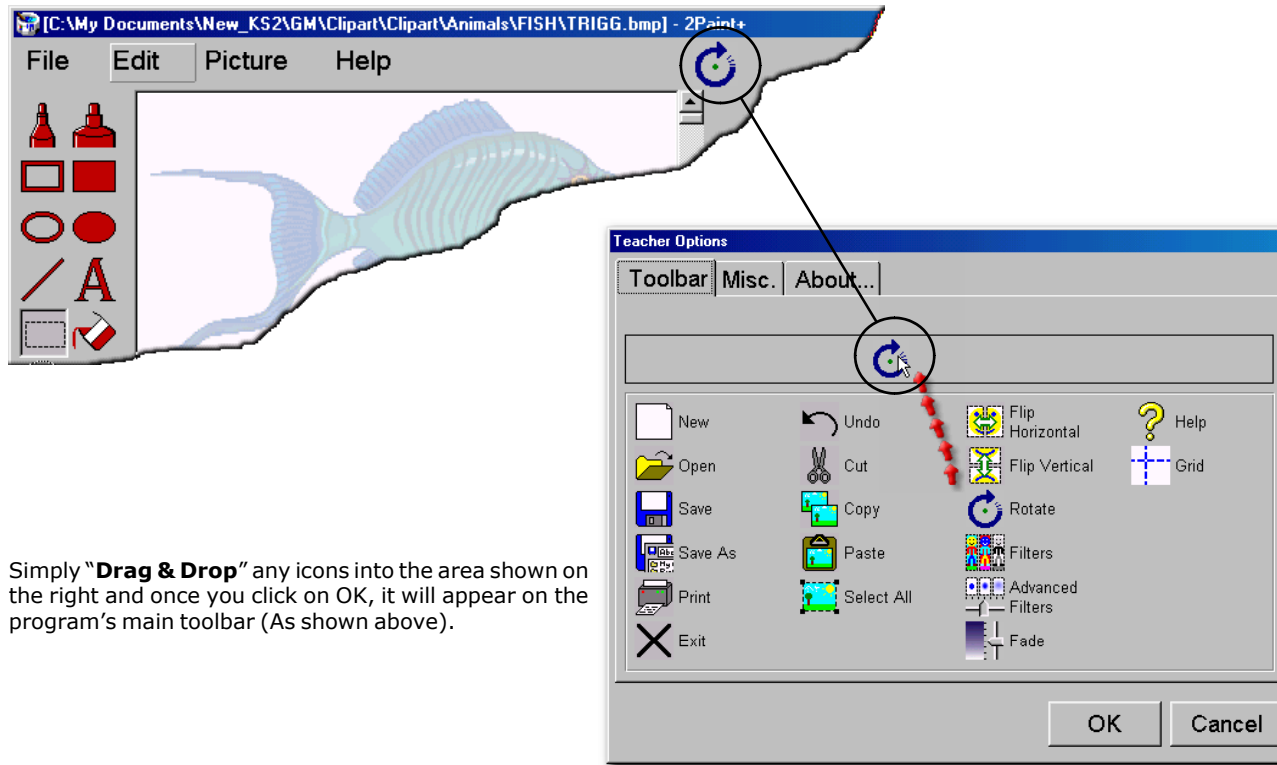 [C:\My Documents\New_KS2\GM\Clipart\Clipart\Animals\FISH\TRIGG.bmp] - 2Paint+
File Edit Picture Help
A
Teacher Options
Toolbar Misc. About...
New Undo Flip Horizontal Help
Open Cut Flip Vertical Grid
Save Copy Rotate
Save As Paste Filters
Print Select All Advanced Filters
Exit Fade
OK Cancel
Simply “Drag & Drop” any icons into the area shown on
the right and once you click on OK, it will appear on the
program’s main toolbar (As shown above).